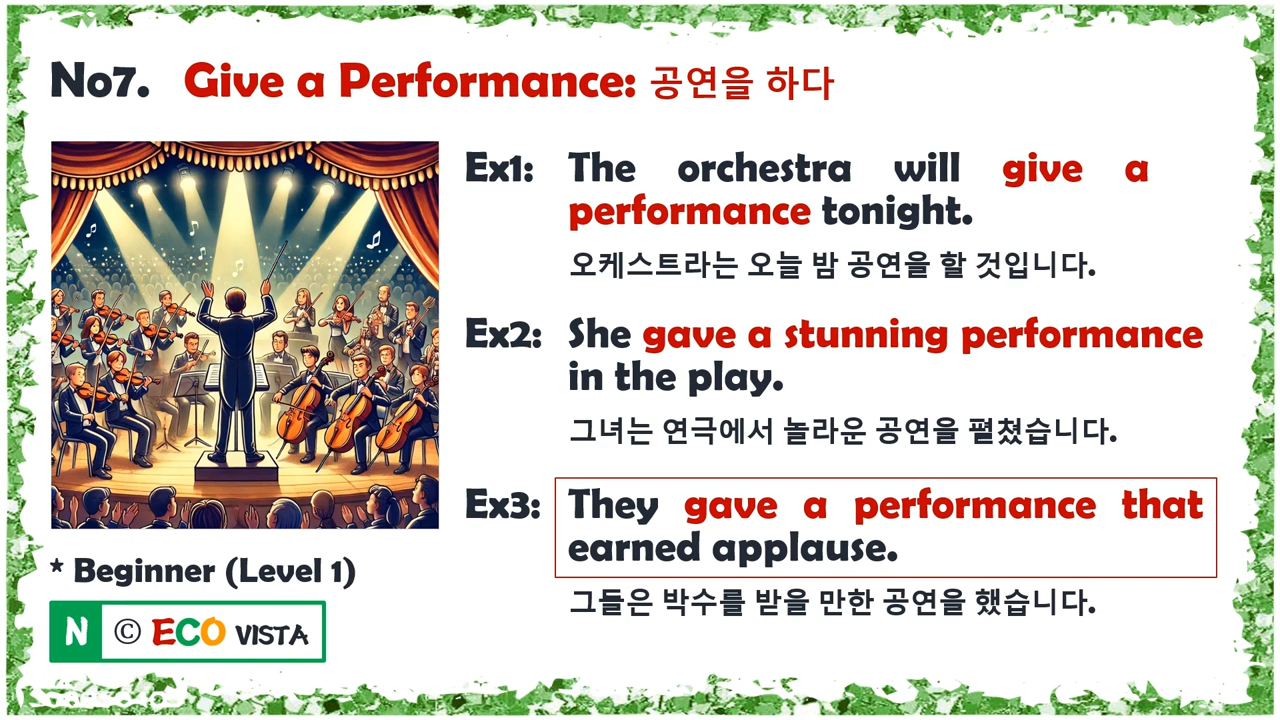 No7. Give a Performance: 공연을 하다
Ex1: The orchestra will give a
performance tonight.
오케스트라는 오늘 밤 공연을 할 것입니다.
Ex2: She gave a stunning performance
in the play.
그녀는 연극에서 놀라운 공연을 펼쳤습니다.
Ex3: They gave a performance that
earned applause.
그들은 박수를 받을 만한 공연을 했습니다.
* Beginner (Level 1)
N © ECO VISTA